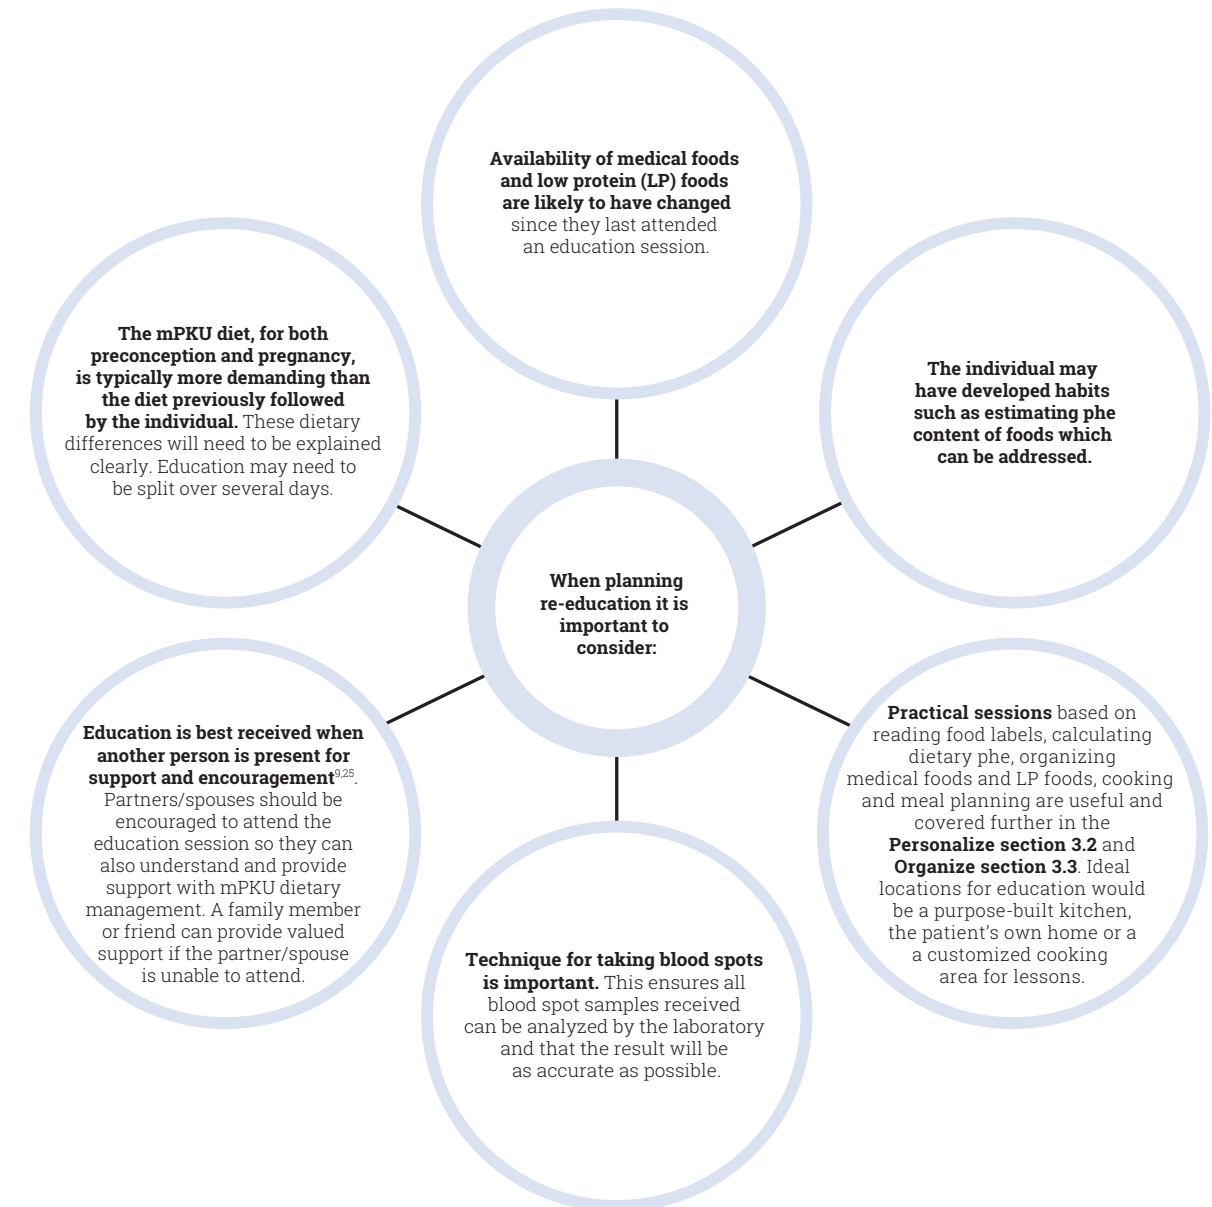 Availability of medical foods
and low protein (LP) foods
are likely to have changed
since they last attended
an education session.
The mPKU diet, for both
preconception and pregnancy,
is typically more demanding than
the diet previously followed
by the individual. These dietary
differences will need to be explained
clearly. Education may need to
be split over several days.
The individual may
have developed habits
such as estimating phe
content of foods which
can be addressed.
When planning
re-education it is
important to
consider:
Education is best received when
another person is present for
support and encouragement9,25.
Partners/spouses should be
encouraged to attend the
education session so they can
also understand and provide
support with mPKU dietary
management. A family member
or friend can provide valued
support if the partner/spouse
is unable to attend.
Practical sessions based on
reading food labels, calculating
dietary phe, organizing
medical foods and LP foods, cooking
and meal planning are useful and
covered further in the
Personalize section 3.2 and
Organize section 3.3. Ideal
locations for education would
be a purpose-built kitchen,
the patient's own home or a
a customized cooking
area for lessons.
Technique for taking blood spots
is important. This ensures all
blood spot samples received
can be analyzed by the laboratory
and that the result will be
as accurate as possible.